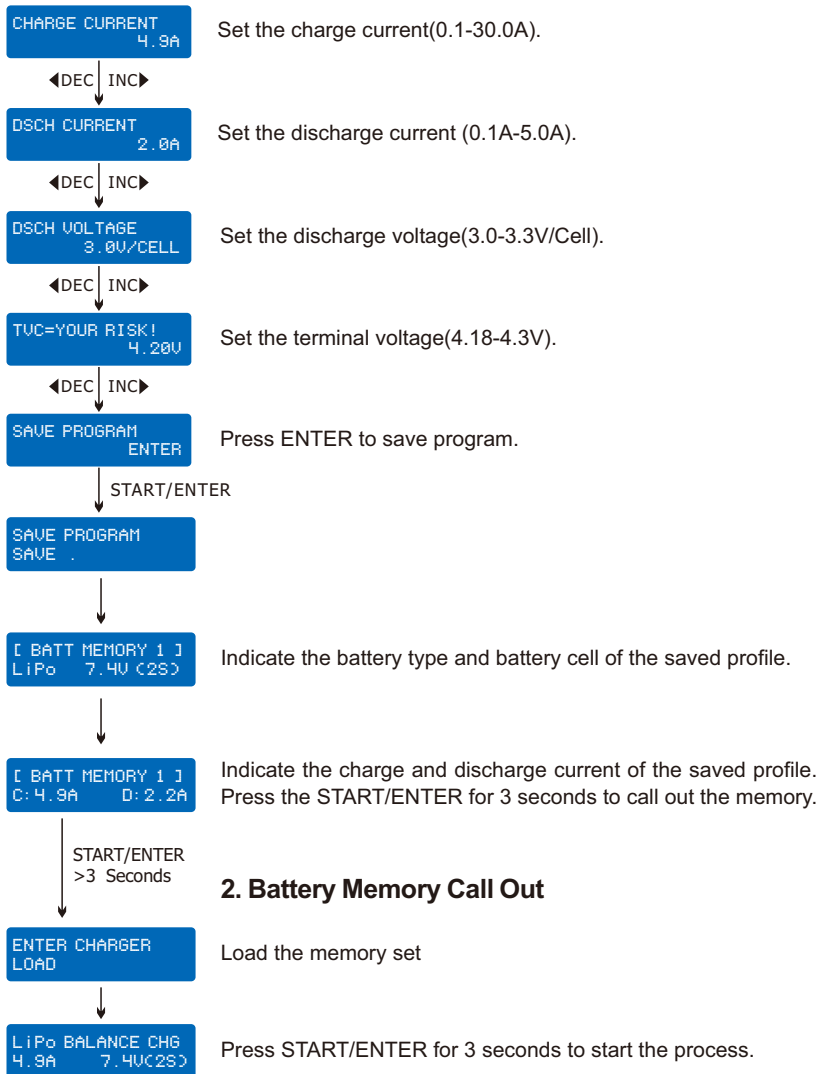 CHARGE CURRENT
4.9A
Set the charge current(0.1-30.0A).
◀DEC INC▶
DSCH CURRENT
2.0A
Set the discharge current (0.1A-5.0A).
◀DEC INC▶
DSCH VOLTAGE
3.0V/CELL
Set the discharge voltage(3.0-3.3V/Cell).
◀DEC INC▶
TVC=YOUR RISK!
4.20V
Set the terminal voltage(4.18-4.3V).
◀DEC INC▶
SAVE PROGRAM
ENTER
Press ENTER to save program.
START/ENTER
SAVE PROGRAM
SAVE .
[ BATT MEMORY 1 ]
LiPo 7.4V (2S)
Indicate the battery type and battery cell of the saved profile.
[ BATT MEMORY 1 ]
C:4.9A D:2.2A
Indicate the charge and discharge current of the saved profile.
Press the START/ENTER for 3 seconds to call out the memory.
START/ENTER
>3 Seconds
2. Battery Memory Call Out
ENTER CHARGER
LOAD
Load the memory set
LiPo BALANCE CHG
4.9A 7.4V(2S)
Press START/ENTER for 3 seconds to start the process.